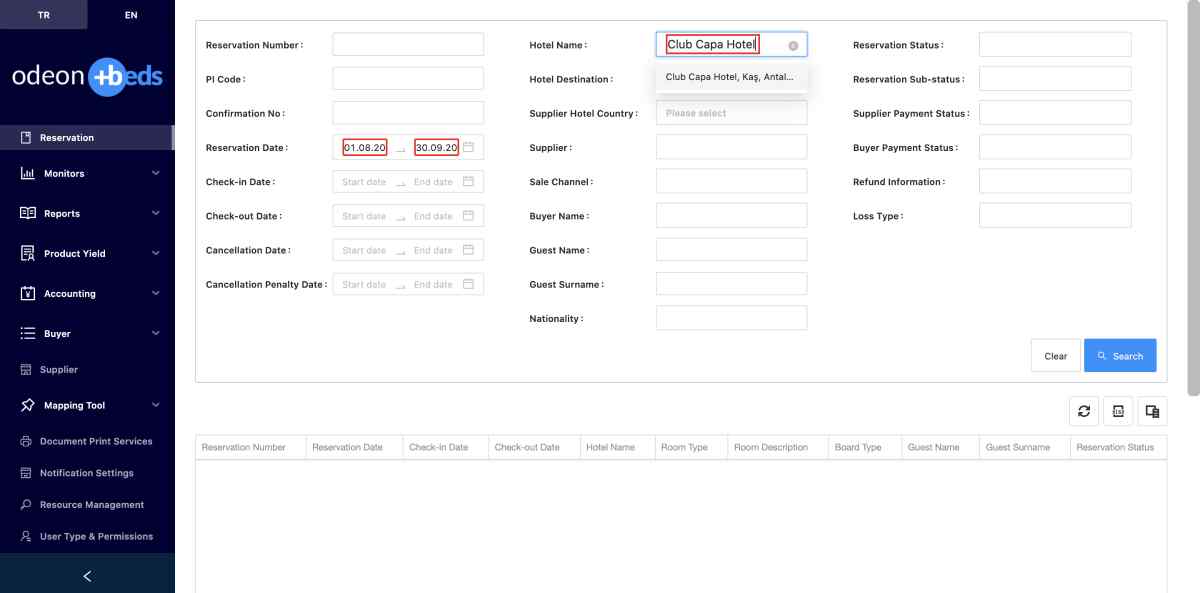 TR EN
odeon +beds
Reservation
Monitors
Reports
Product Yield
Accounting
Buyer
Supplier
Mapping Tool
Document Print Services
Notification Settings
Resource Management
User Type & Permissions
Reservation Number :
PI Code :
Confirmation No :
Reservation Date : 01.08.20 → 30.09.20
Check-in Date : Start date → End date
Check-out Date : Start date → End date
Cancellation Date : Start date → End date
Cancellation Penalty Date : Start date → End date
Hotel Name : Club Capa Hotel
Club Capa Hotel, Kaş, Antal...
Hotel Destination :
Supplier Hotel Country : Please select
Supplier :
Sale Channel :
Buyer Name :
Guest Name :
Guest Surname :
Nationality :
Reservation Status :
Reservation Sub-status :
Supplier Payment Status :
Buyer Payment Status :
Refund Information :
Loss Type :
Clear Search
Reservation Number Reservation Date Check-in Date Check-out Date Hotel Name Room Type Room Description Board Type Guest Name Guest Surname Reservation Status